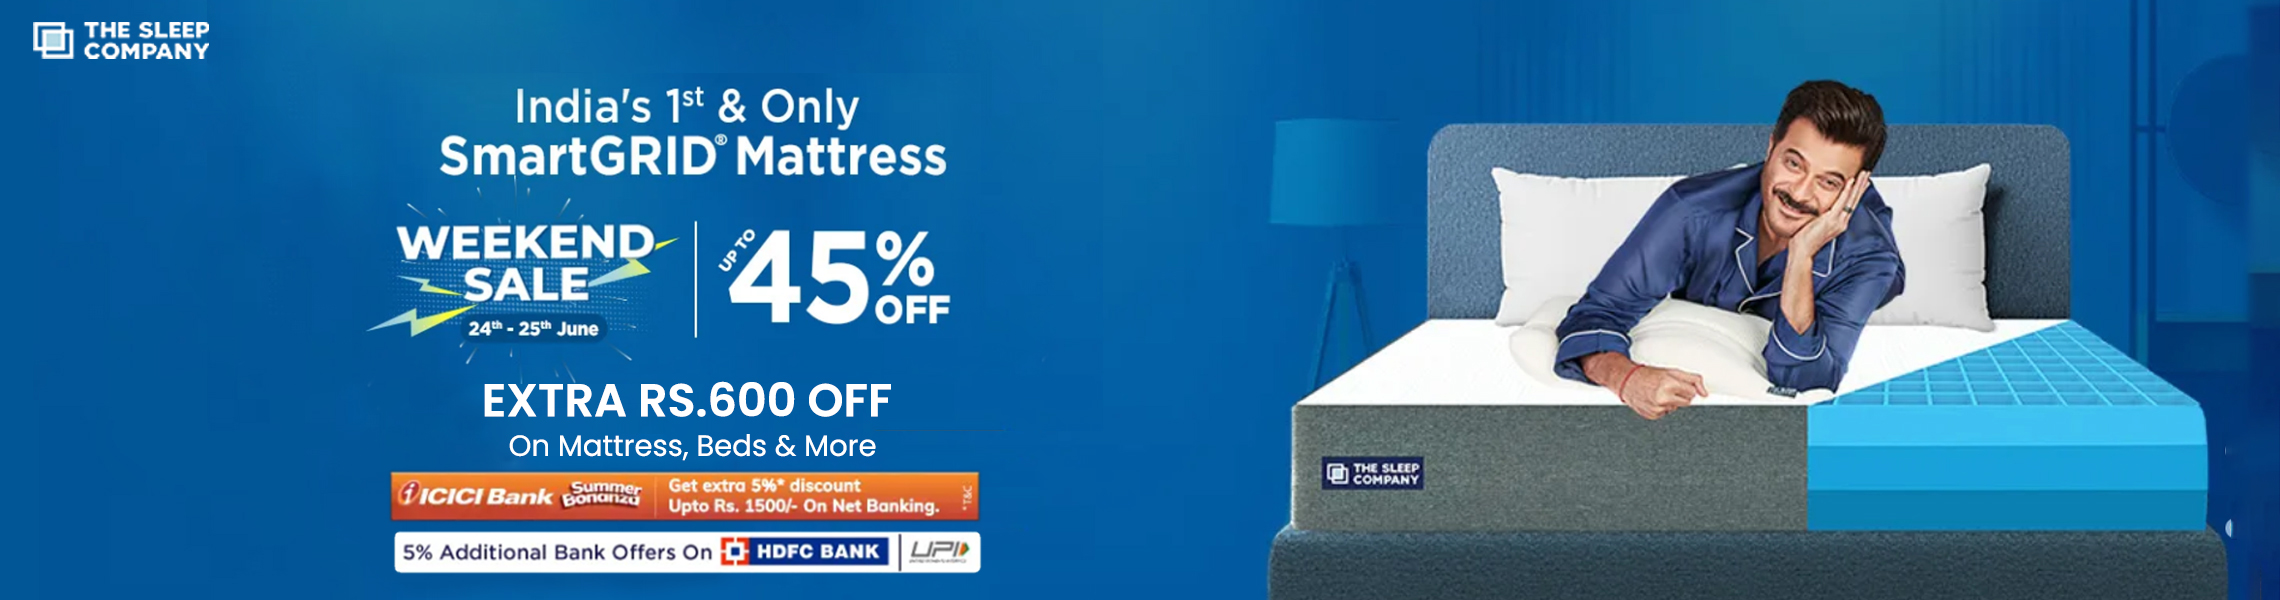 THE SLEEP
COMPANY
India's 1st & Only
SmartGRID® Mattress
WEEKEND
SALE
24th - 25th June
UP TO
45%
OFF
EXTRA RS.600 OFF
On Mattress, Beds & More
ICICI Bank
Summer
Bonanza
Get extra 5%* discount
Upto Rs. 1500/- On Net Banking.
*T&C
5% Additional Bank Offers On
HDFC BANK
UPI
THE SLEEP
COMPANY